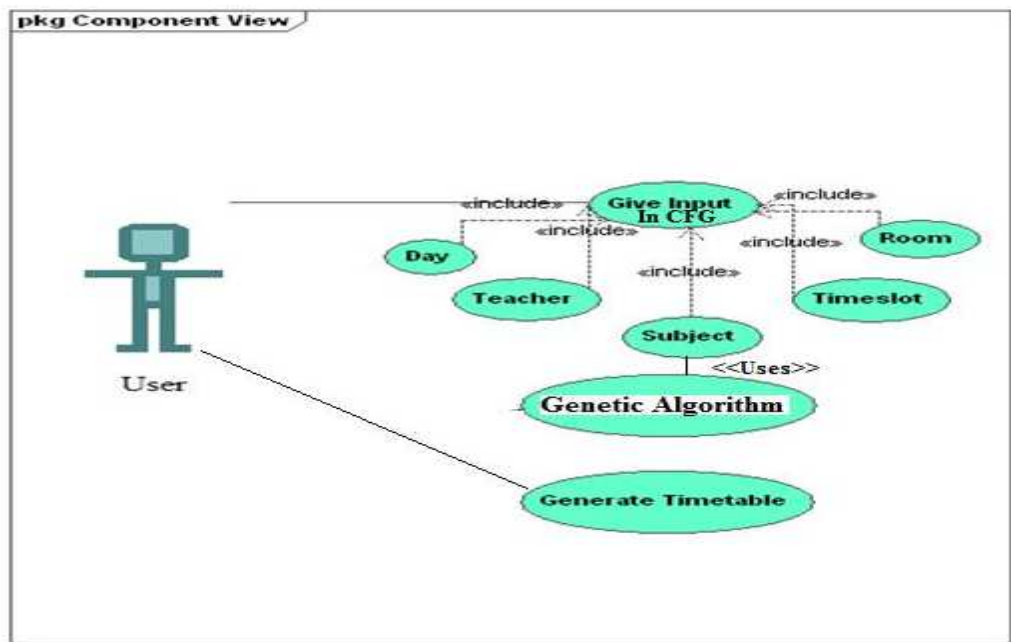 pkg Component View
«include»
«include»
Give Input
In CFG
«include»
«include»
Room
Day
«include»
Teacher
Timeslot
Subject
<<Uses>>
User
Genetic Algorithm
Generate Timetable